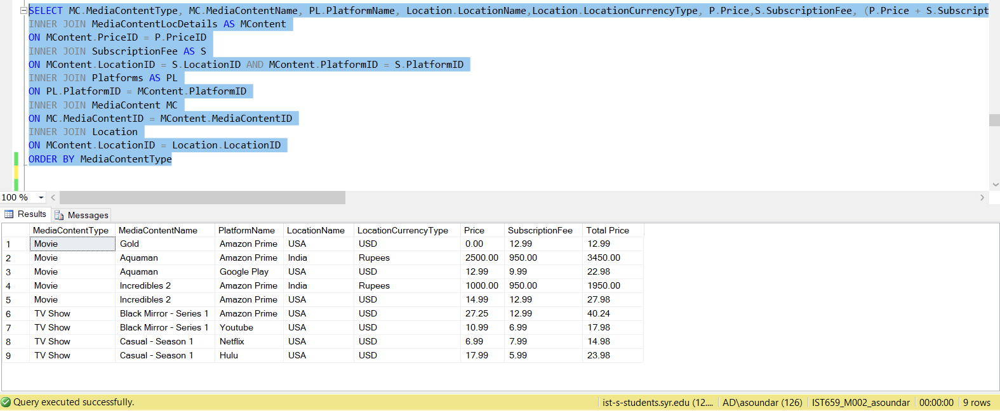 SELECT MC.MediaContentType, MC.MediaContentName, PL.PlatformName, Location.LocationName,Location.LocationCurrencyType, P.Price,S.SubscriptionFee, (P.Price + S.Subscript
INNER JOIN MediaContentLocDetails AS MContent
ON MContent.PriceID = P.PriceID
INNER JOIN SubscriptionFee AS S
ON MContent.LocationID = S.LocationID AND MContent.PlatformID = S.PlatformID
INNER JOIN Platforms AS PL
ON PL.PlatformID = MContent.PlatformID
INNER JOIN MediaContent MC
ON MC.MediaContentID = MContent.MediaContentID
INNER JOIN Location
ON MContent.LocationID = Location.LocationID
ORDER BY MediaContentType
100 %
Results Messages
MediaContentType MediaContentName PlatformName LocationName LocationCurrencyType Price SubscriptionFee Total Price
1 Movie Gold Amazon Prime USA USD 0.00 12.99 12.99
2 Movie Aquaman Amazon Prime India Rupees 2500.00 950.00 3450.00
3 Movie Aquaman Google Play USA USD 12.99 9.99 22.98
4 Movie Incredibles 2 Amazon Prime India Rupees 1000.00 950.00 1950.00
5 Movie Incredibles 2 Amazon Prime USA USD 14.99 12.99 27.98
6 TV Show Black Mirror - Series 1 Amazon Prime USA USD 27.25 12.99 40.24
7 TV Show Black Mirror - Series 1 Youtube USA USD 10.99 6.99 17.98
8 TV Show Casual - Season 1 Netflix USA USD 6.99 7.99 14.98
9 TV Show Casual - Season 1 Hulu USA USD 17.99 5.99 23.98
Query executed successfully. ist-s-students.syr.edu (12.... AD\asoundar (126) IST659_M002_asoundar 00:00:00 9 rows